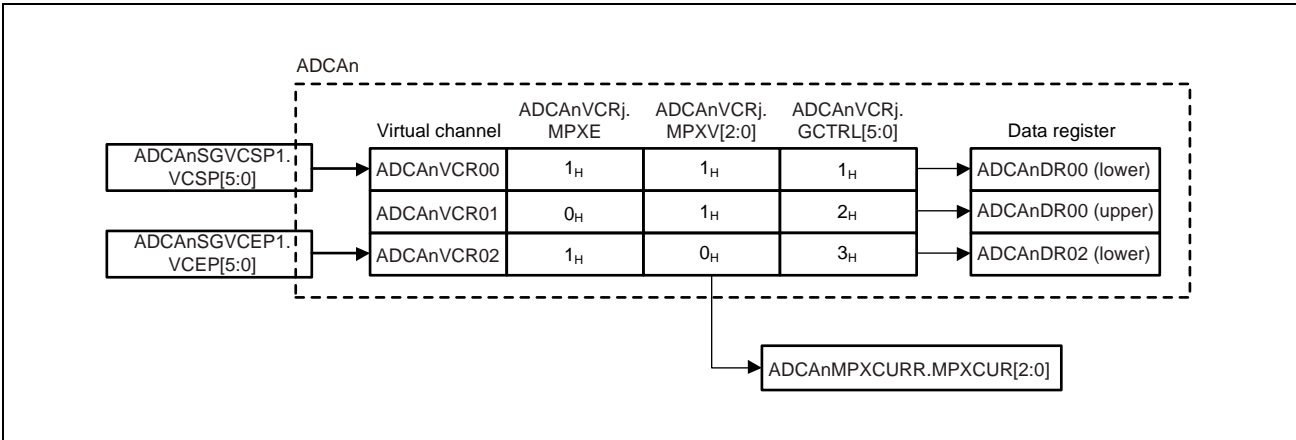 ADCAn
Virtual channel
ADCAnVCRj.
MPXE
ADCAnVCRj.
MPXV[2:0]
ADCAnVCRj.
GCTRL[5:0]
Data register
ADCAnSGVCSP1.
VCSP[5:0]
ADCAnVCR00 1H 1H 1H ADCAnDR00 (lower)
ADCAnVCR01 0H 1H 2H ADCAnDR00 (upper)
ADCAnSGVCEP1.
VCEP[5:0]
ADCAnVCR02 1H 0H 3H ADCAnDR02 (lower)
ADCAnMPXCURR.MPXCUR[2:0]